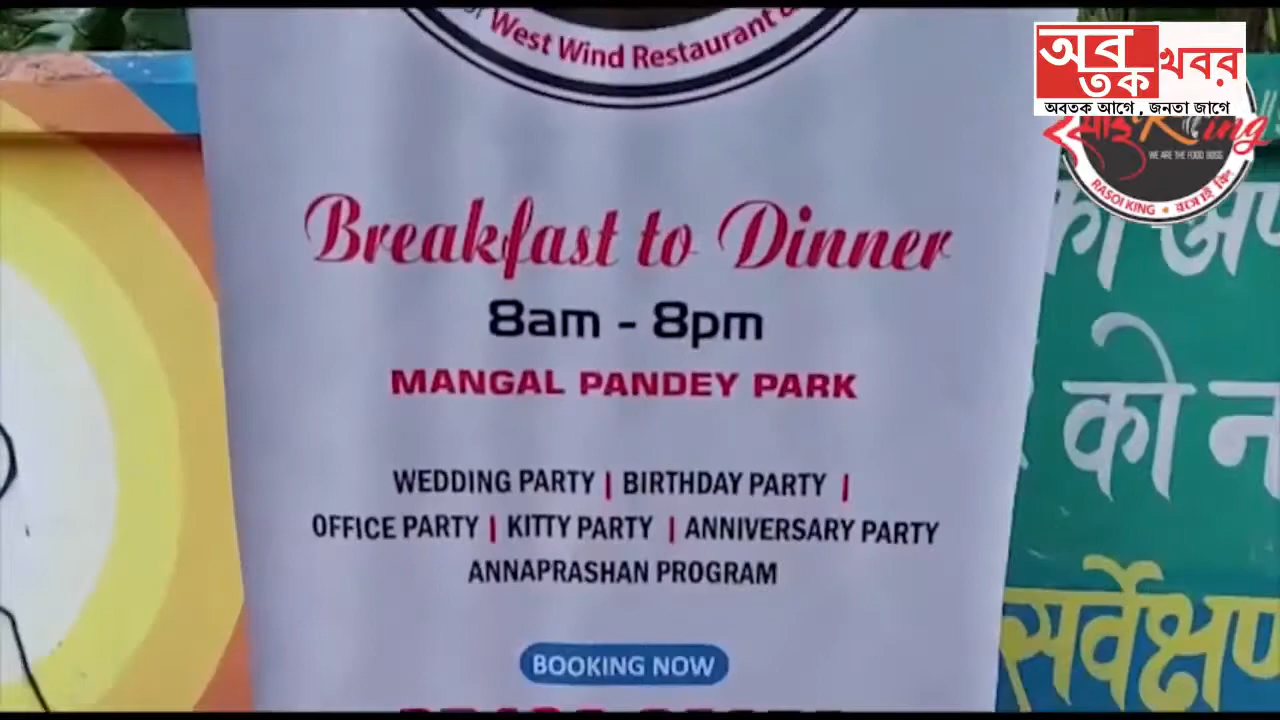 West Wind Restaurant
Breakfast to Dinner
8am - 8pm
MANGAL PANDEY PARK
WEDDING PARTY | BIRTHDAY PARTY |
OFFICE PARTY | KITTY PARTY | ANNIVERSARY PARTY
ANNAPRASHAN PROGRAM
BOOKING NOW
অব তক খবর
অবতক আগে , জনতা জাগে
King
WE ARE THE FOOD BOSS
RASOI KING
को
सर्वेक्षण